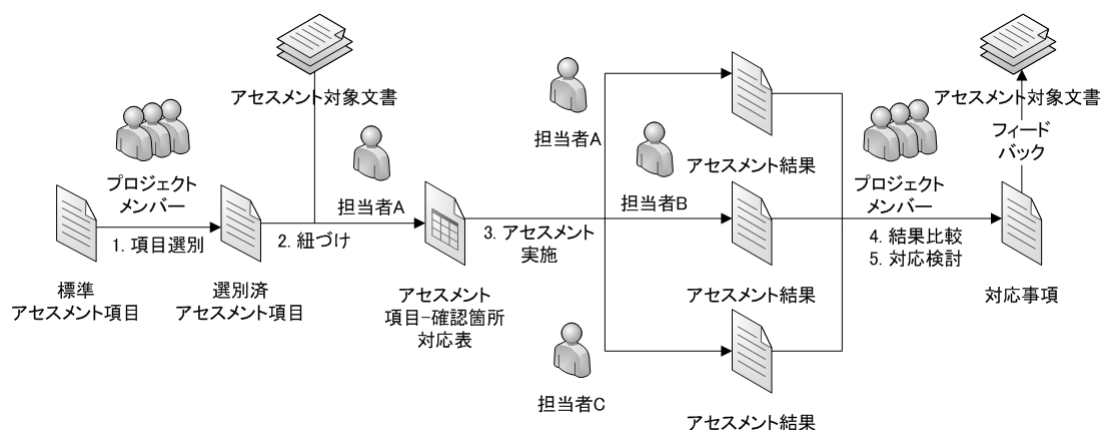 アセスメント対象文書
プロジェクト
メンバー
1. 項目選別
標準
アセスメント項目
選別済
アセスメント項目
2. 紐づけ
担当者A
アセスメント
項目-確認箇所
対応表
3. アセスメント
実施
担当者A
担当者B
担当者C
アセスメント結果
アセスメント結果
アセスメント結果
プロジェクト
メンバー
4. 結果比較
5. 対応検討
対応事項
フィード
バック
アセスメント対象文書